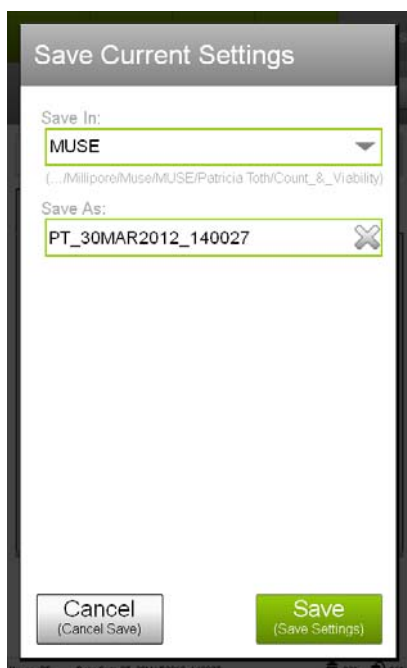 Save Current Settings
Save In:
MUSE
(.../Millipore/Muse/MUSE/Patricia Toth/Count_&_Viability)
Save As:
PT_30MAR2012_140027
Cancel
(Cancel Save)
Save
(Save Settings)